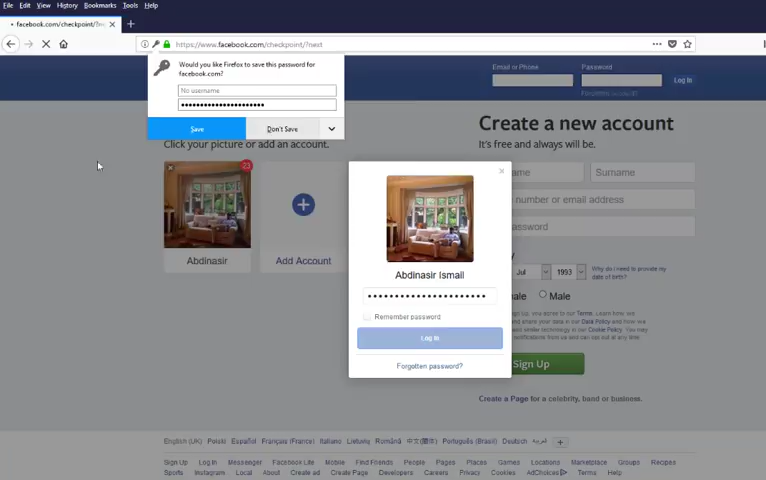 File Edit View History Bookmarks Tools Help
facebook.com/checkpoint/?ne
https://www.facebook.com/checkpoint/?next
Would you like Firefox to save this password for
facebook.com?
No username
Save Don't Save
Email or Phone Password
Log In
Create a new account
It's free and always will be.
Click your picture or add an account.
23
Abdinasir
Add Account
Abdinasir Ismail
Remember password
Log In
Forgotten password?
name Surname
number or email address
password
Jul 1993 Why do I need to provide my
date of birth?
male Male
Sign Up
Create a Page for a celebrity, band or business.
English (UK) Polski Español Français (France) Italiano Lietuvių Română 中文(简体) Português (Brasil) Deutsch العربية
Sign Up Log In Messenger Facebook Lite Mobile Find Friends People Pages Places Games Locations Marketplace Groups Recipes
Sports Instagram Local About Create ad Create Page Developers Careers Privacy Cookies AdChoices Terms Help